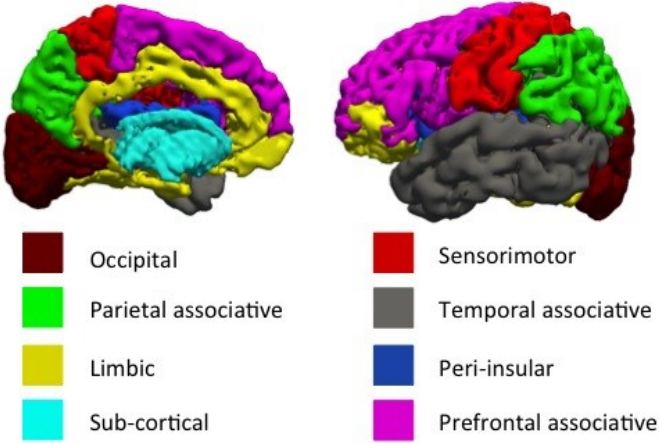 Occipital
Sensorimotor
Parietal associative
Temporal associative
Limbic
Peri-insular
Sub-cortical
Prefrontal associative